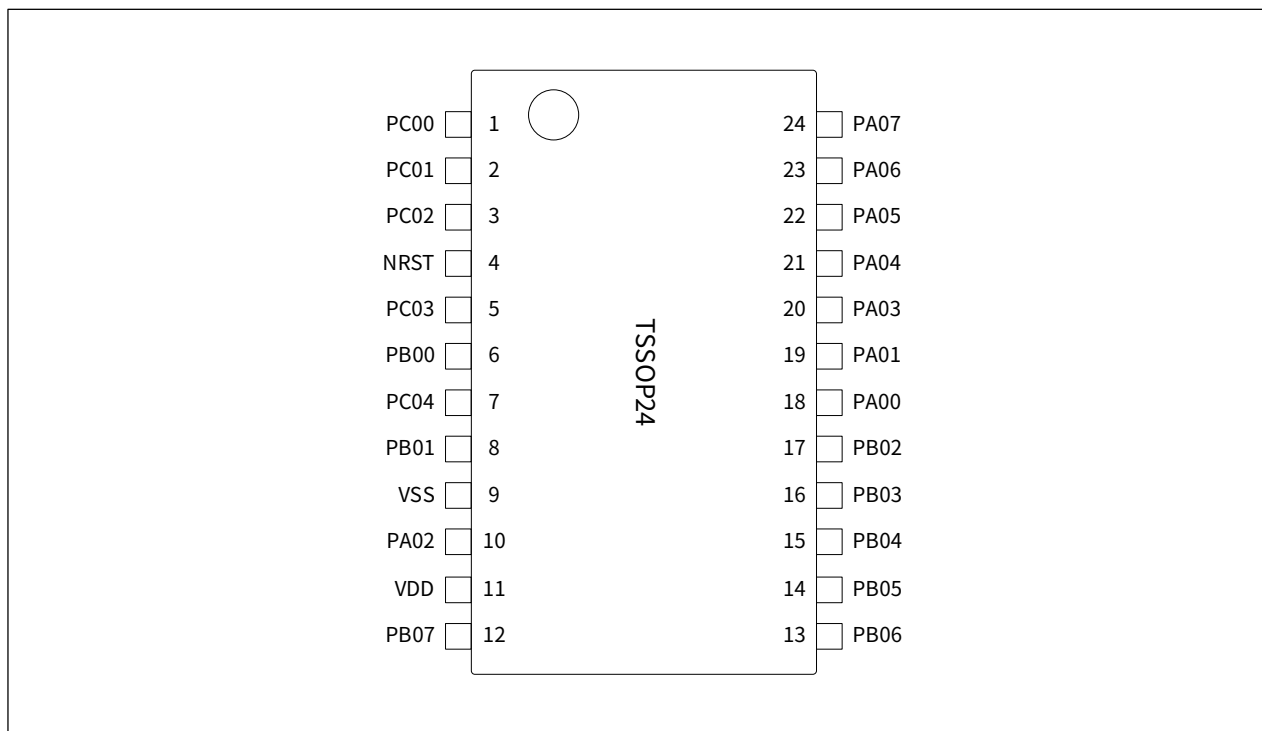 PC00 1 24 PA07
PC01 2 23 PA06
PC02 3 22 PA05
NRST 4 21 PA04
PC03 5 20 PA03
PB00 6 19 PA01
PC04 7 18 PA00
PB01 8 17 PB02
VSS 9 16 PB03
PA02 10 15 PB04
VDD 11 14 PB05
PB07 12 13 PB06
TSSOP24